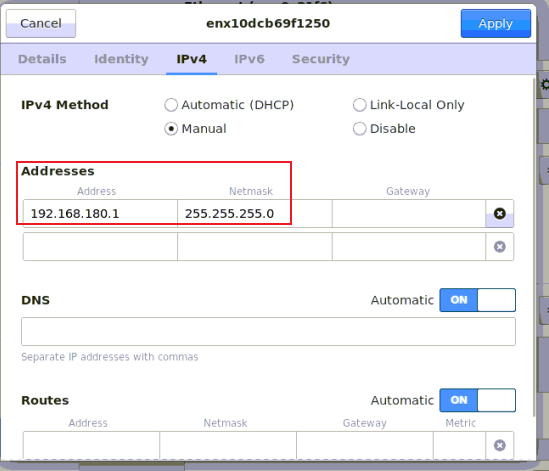 Cancel enx10dcb69f1250 Apply
Details Identity IPv4 IPv6 Security
IPv4 Method Automatic (DHCP) Link-Local Only
Manual Disable
Addresses
Address Netmask Gateway
192.168.180.1 255.255.255.0
DNS Automatic ON
Separate IP addresses with commas
Routes Automatic ON
Address Netmask Gateway Metric